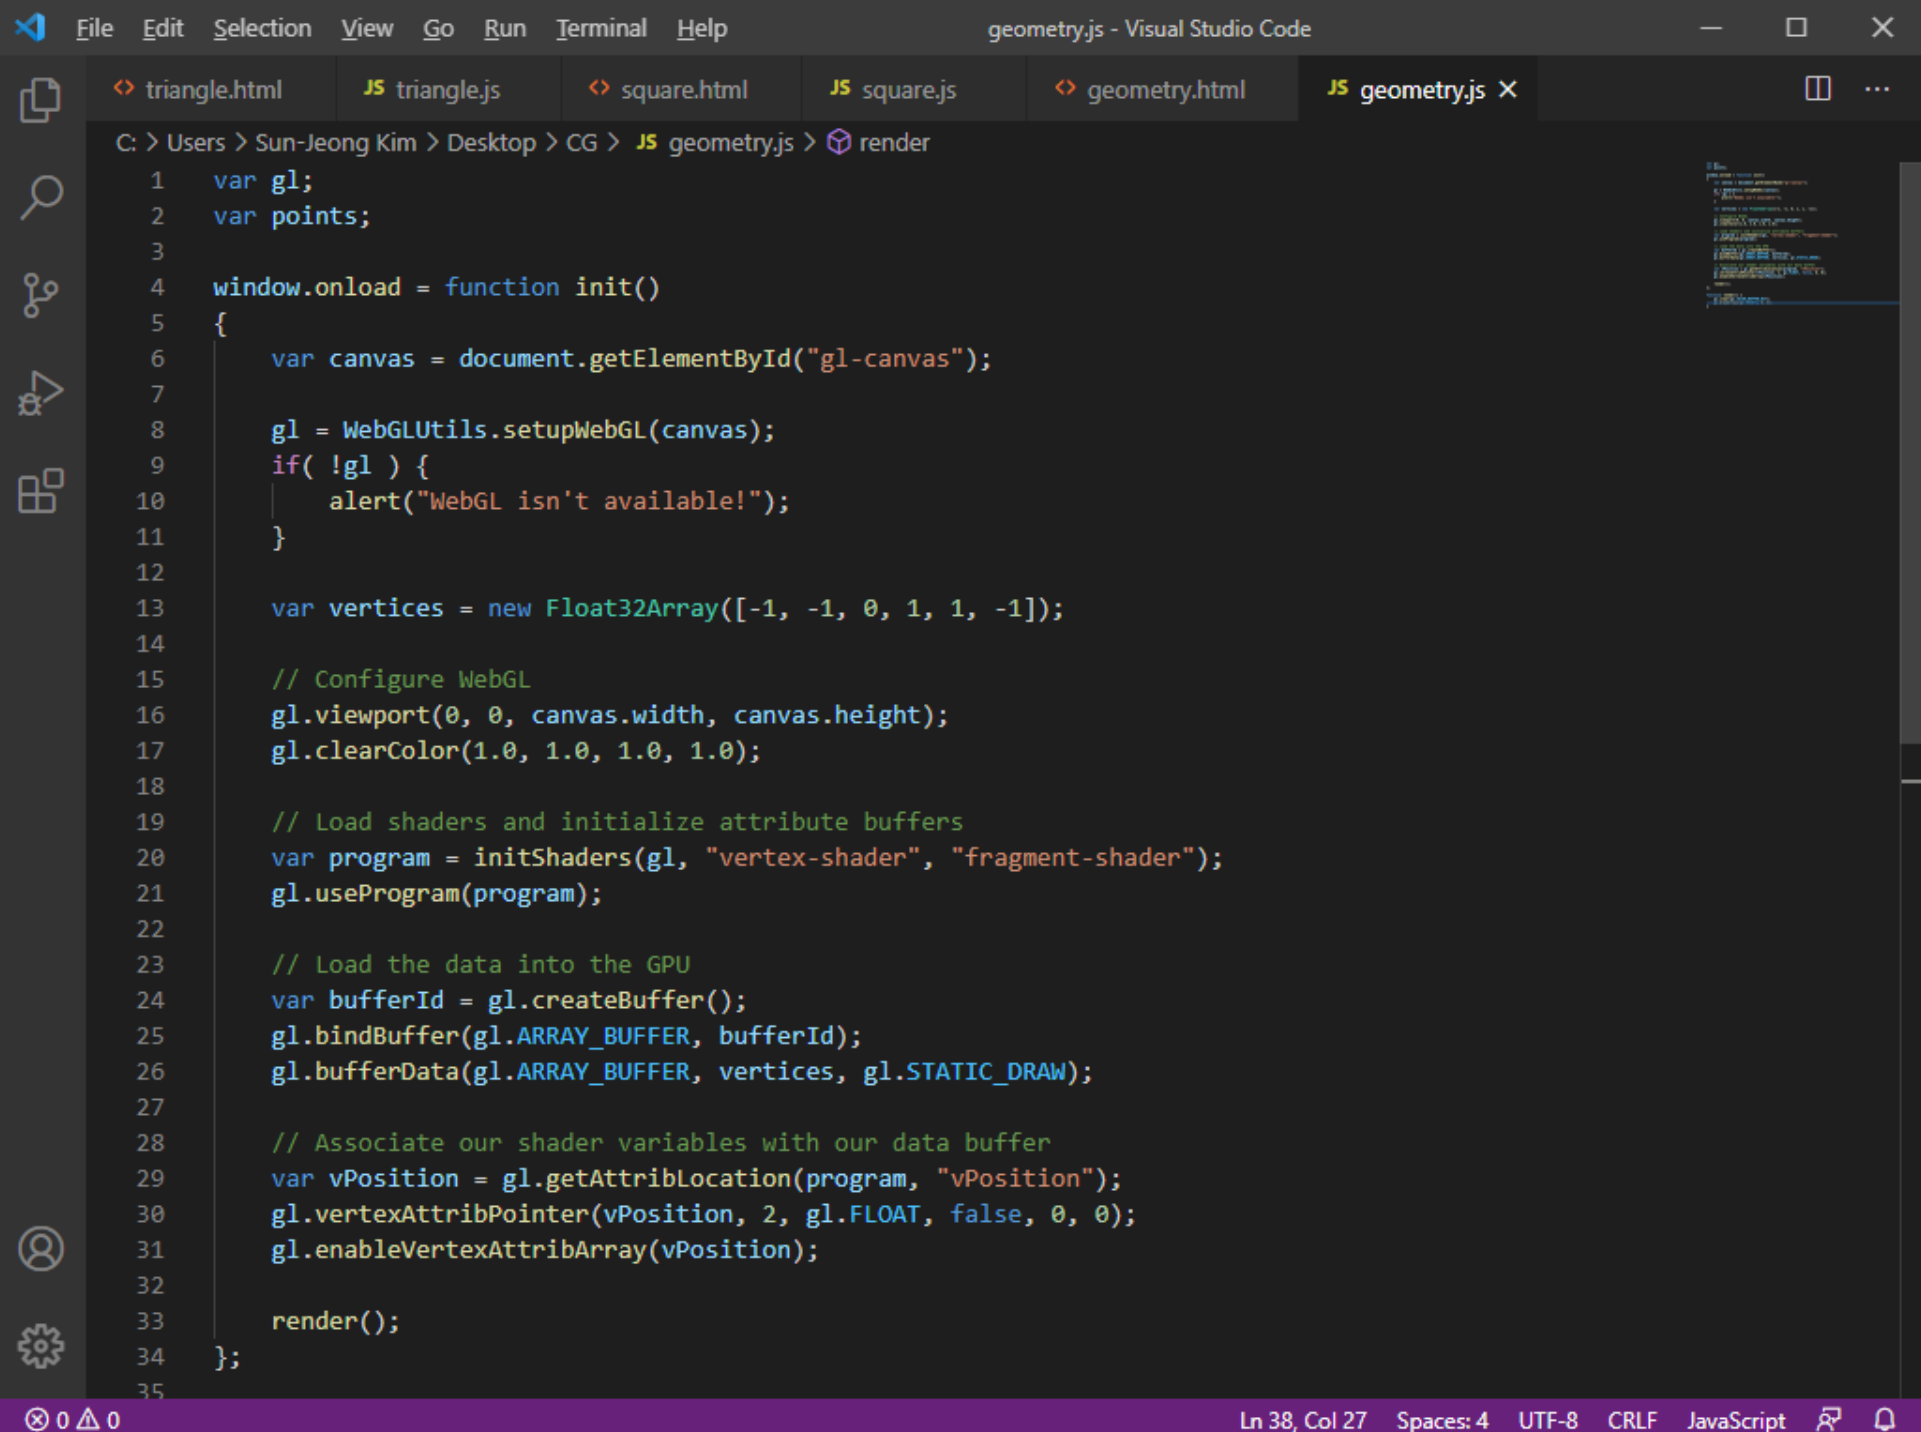 File Edit Selection View Go Run Terminal Help geometry.js - Visual Studio Code
<> triangle.html JS triangle.js <> square.html JS square.js <> geometry.html JS geometry.js
C: > Users > Sun-Jeong Kim > Desktop > CG > JS geometry.js > render
1 var gl;
2 var points;
3
4 window.onload = function init()
5 {
6     var canvas = document.getElementById("gl-canvas");
7
8     gl = WebGLUtils.setupWebGL(canvas);
9     if( !gl ) {
10         alert("WebGL isn't available!");
11     }
12
13     var vertices = new Float32Array([-1, -1, 0, 1, 1, -1]);
14
15     // Configure WebGL
16     gl.viewport(0, 0, canvas.width, canvas.height);
17     gl.clearColor(1.0, 1.0, 1.0, 1.0);
18
19     // Load shaders and initialize attribute buffers
20     var program = initShaders(gl, "vertex-shader", "fragment-shader");
21     gl.useProgram(program);
22
23     // Load the data into the GPU
24     var bufferId = gl.createBuffer();
25     gl.bindBuffer(gl.ARRAY_BUFFER, bufferId);
26     gl.bufferData(gl.ARRAY_BUFFER, vertices, gl.STATIC_DRAW);
27
28     // Associate our shader variables with our data buffer
29     var vPosition = gl.getAttribLocation(program, "vPosition");
30     gl.vertexAttribPointer(vPosition, 2, gl.FLOAT, false, 0, 0);
31     gl.enableVertexAttribArray(vPosition);
32
33     render();
34 };
35
0 0 Ln 38, Col 27 Spaces: 4 UTF-8 CRLF JavaScript